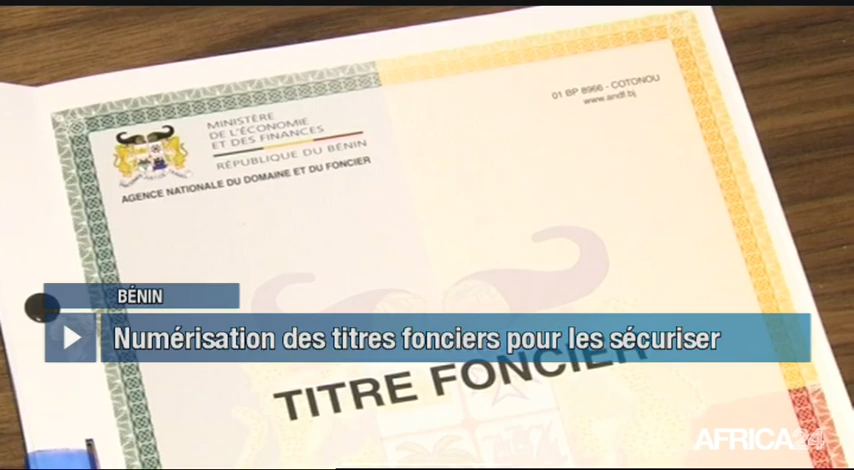 MINISTÈRE
DE L'ÉCONOMIE
ET DES FINANCES
RÉPUBLIQUE DU BÉNIN
AGENCE NATIONALE DU DOMAINE ET DU FONCIER
01 BP 8966 - COTONOU
www.andf.bj
BÉNIN
Numérisation des titres fonciers pour les sécuriser
TITRE FONCIER
AFRICA24